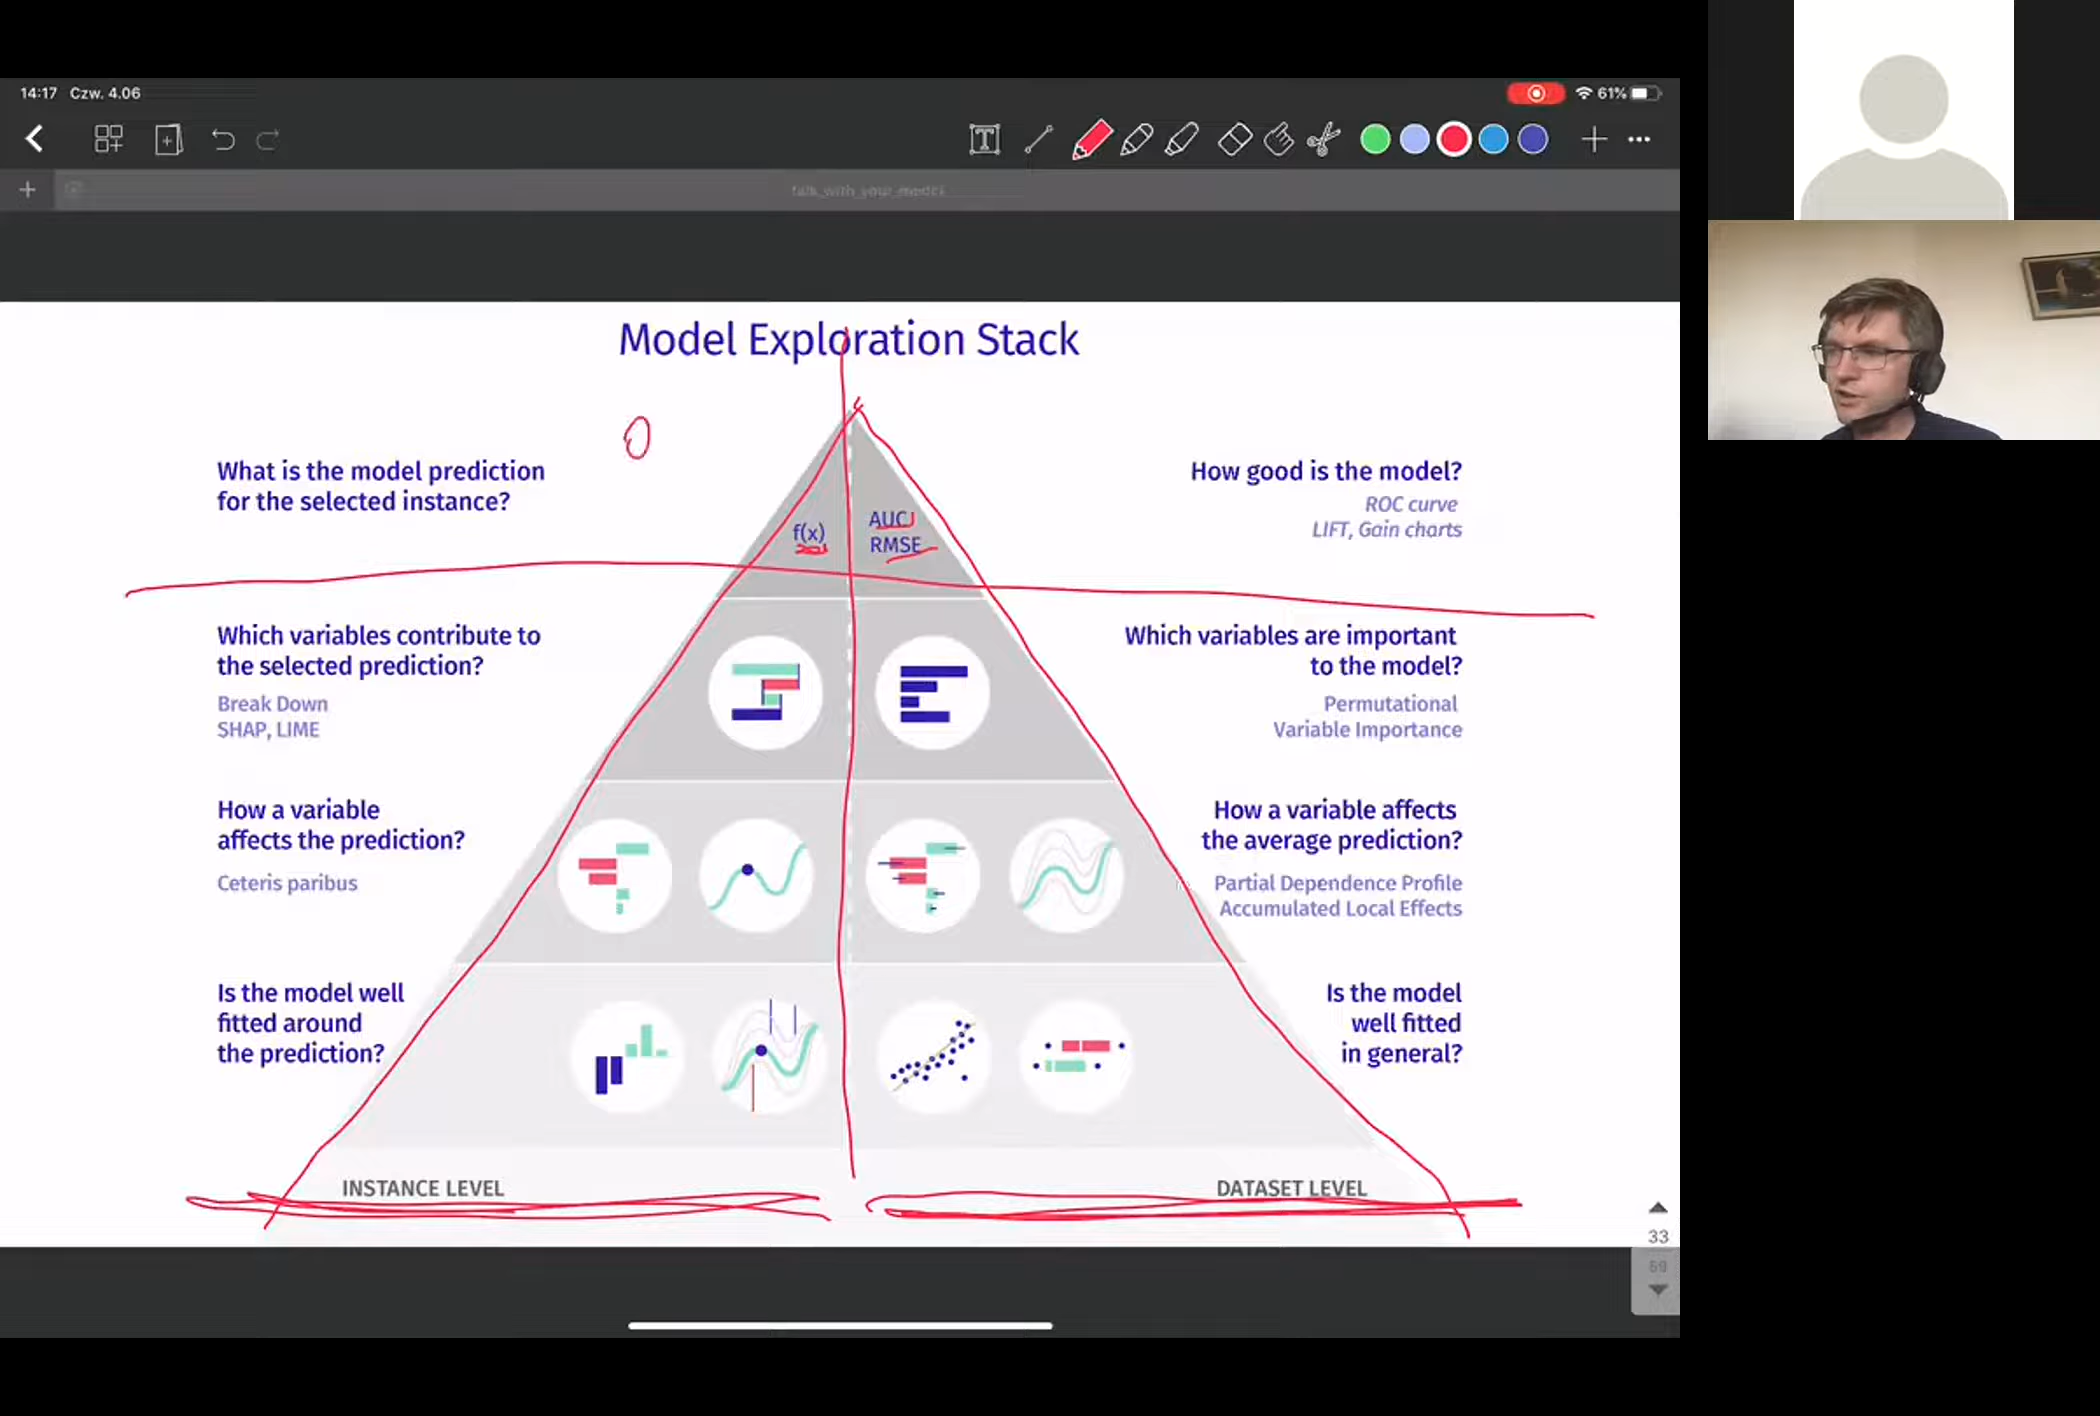 14:17 Czw. 4.06
61%
talk_with_your_model
Model Exploration Stack
0
What is the model prediction
for the selected instance?
How good is the model?
ROC curve
LIFT, Gain charts
f(x)
AUC
RMSE
Which variables contribute to
the selected prediction?
Break Down
SHAP, LIME
Which variables are important
to the model?
Permutational
Variable Importance
How a variable
affects the prediction?
Ceteris paribus
How a variable affects
the average prediction?
Partial Dependence Profile
Accumulated Local Effects
Is the model well
fitted around
the prediction?
Is the model
well fitted
in general?
INSTANCE LEVEL
DATASET LEVEL
33
69